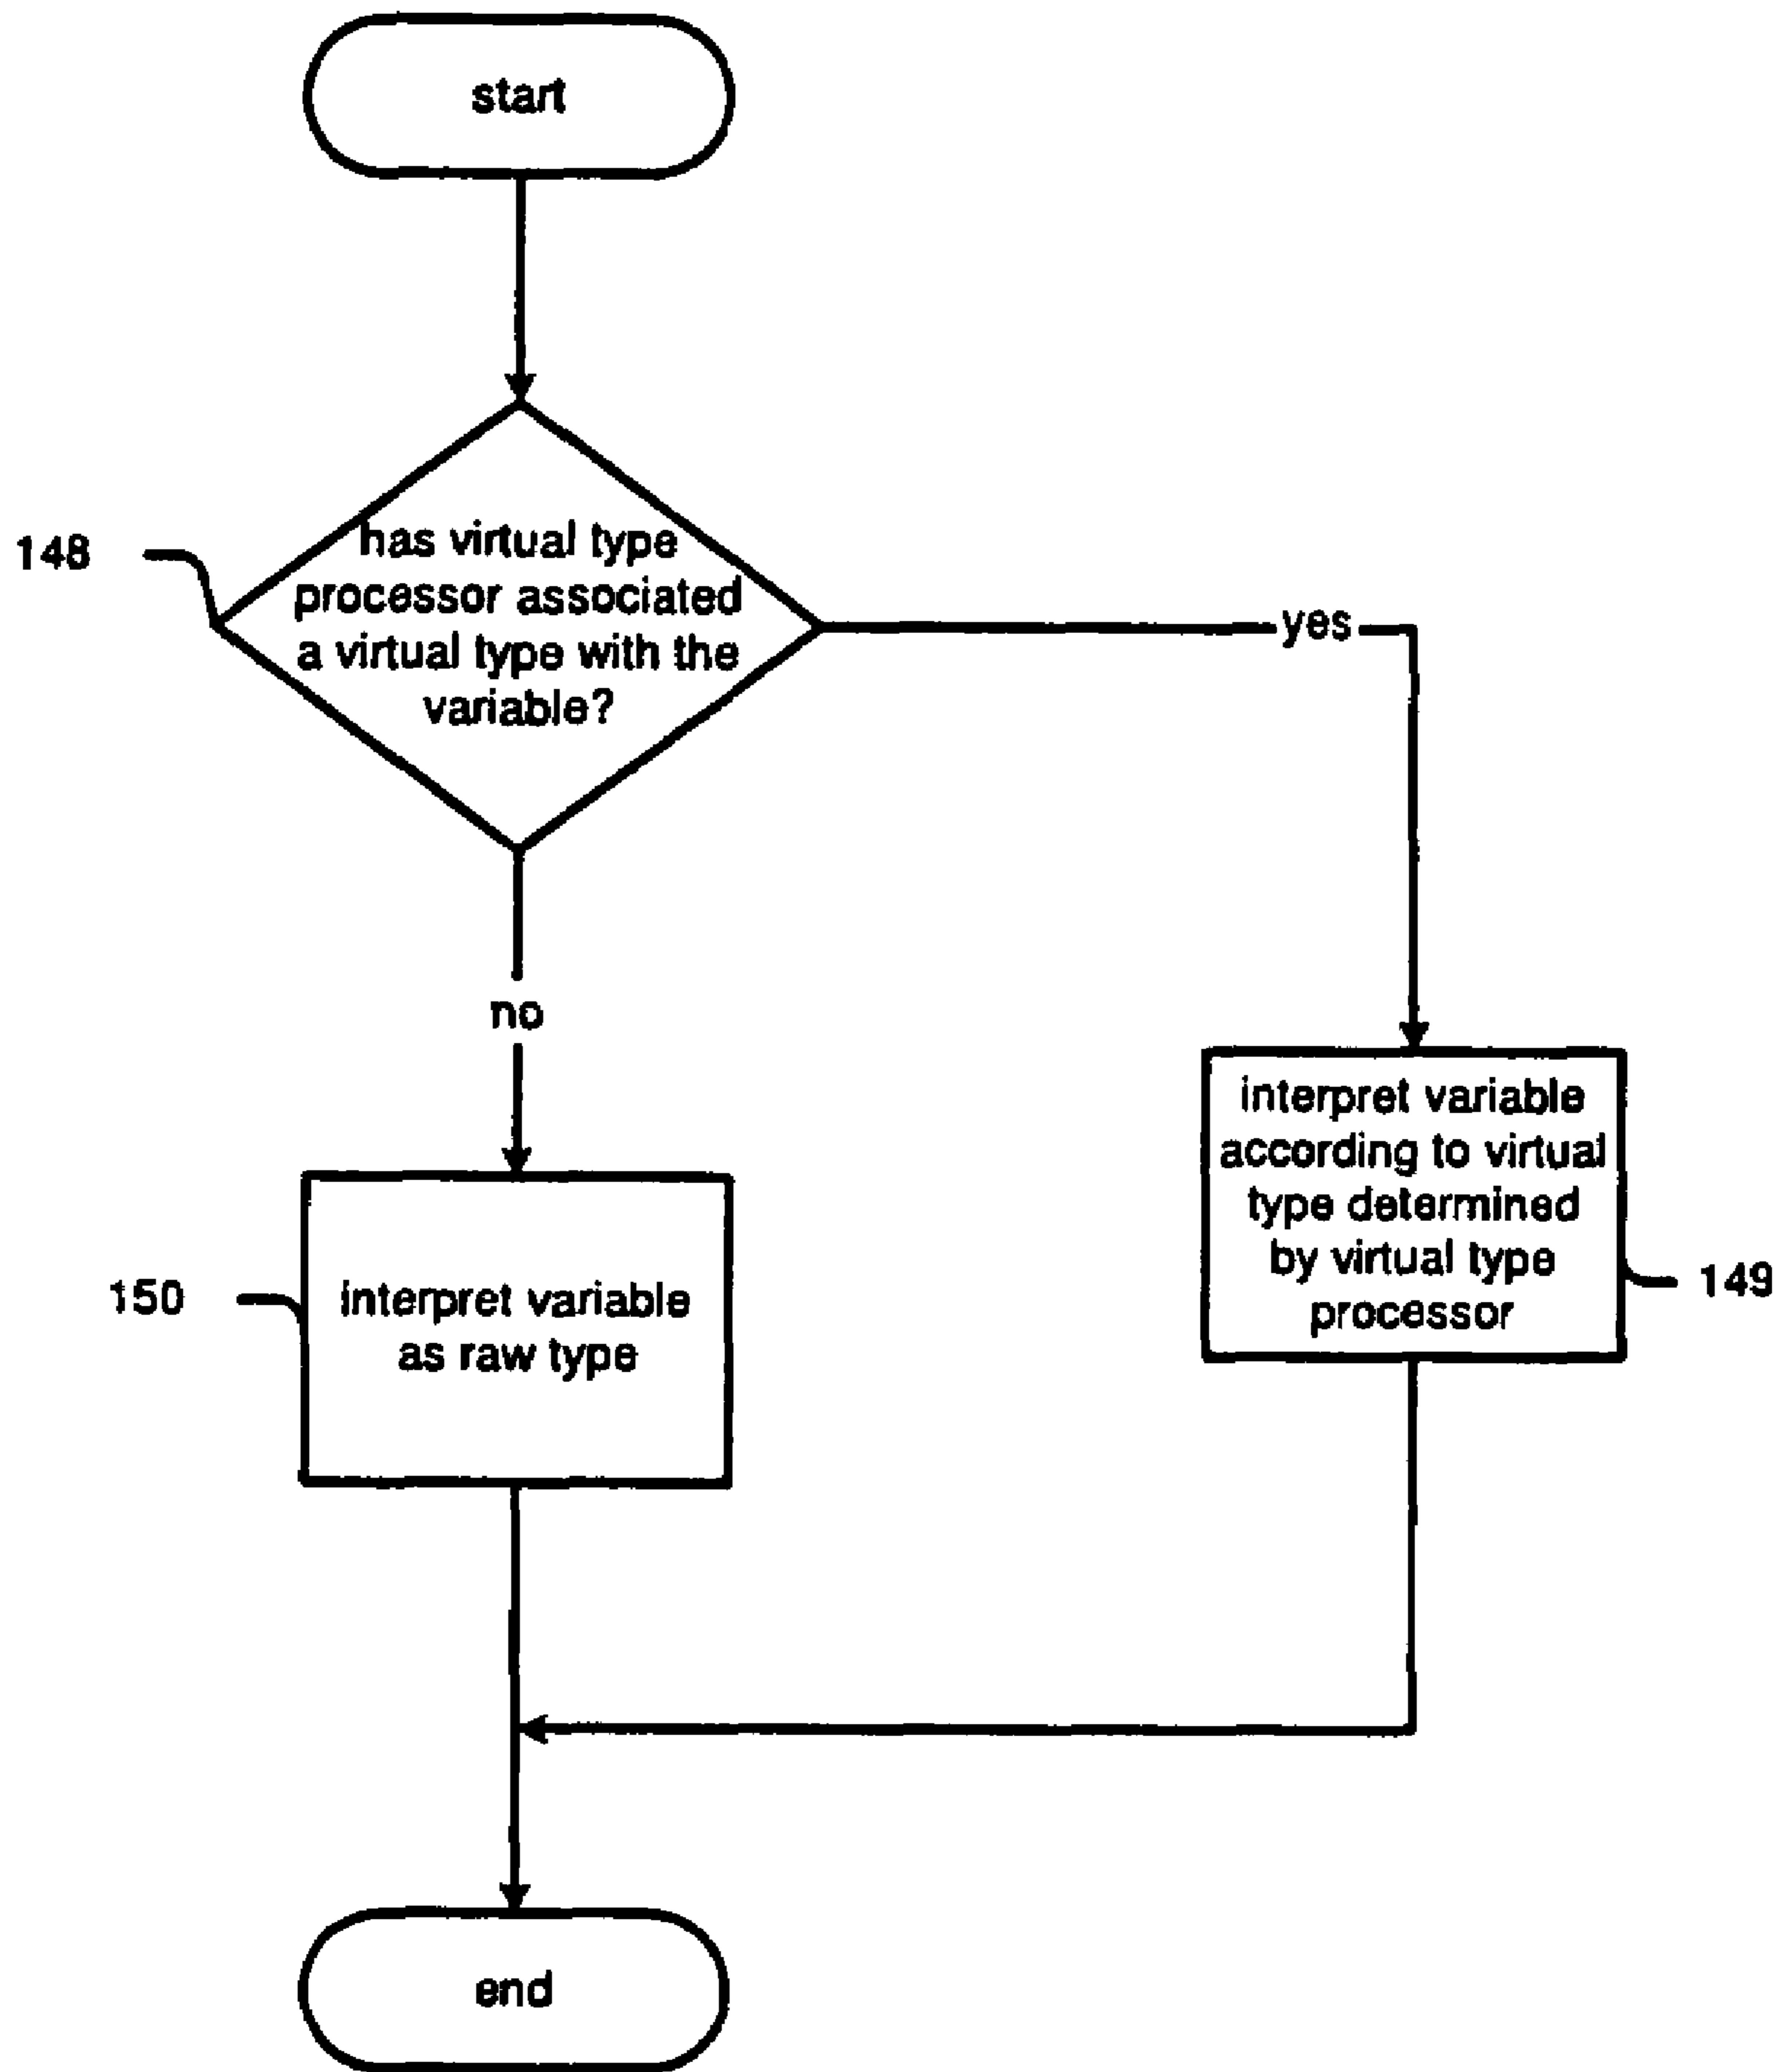 start
148
has virtual type
processor associated
a virtual type with the
variable?
yes
no
interpret variable
according to virtual
type determined
by virtual type
processor
149
150
interpret variable
as raw type
end